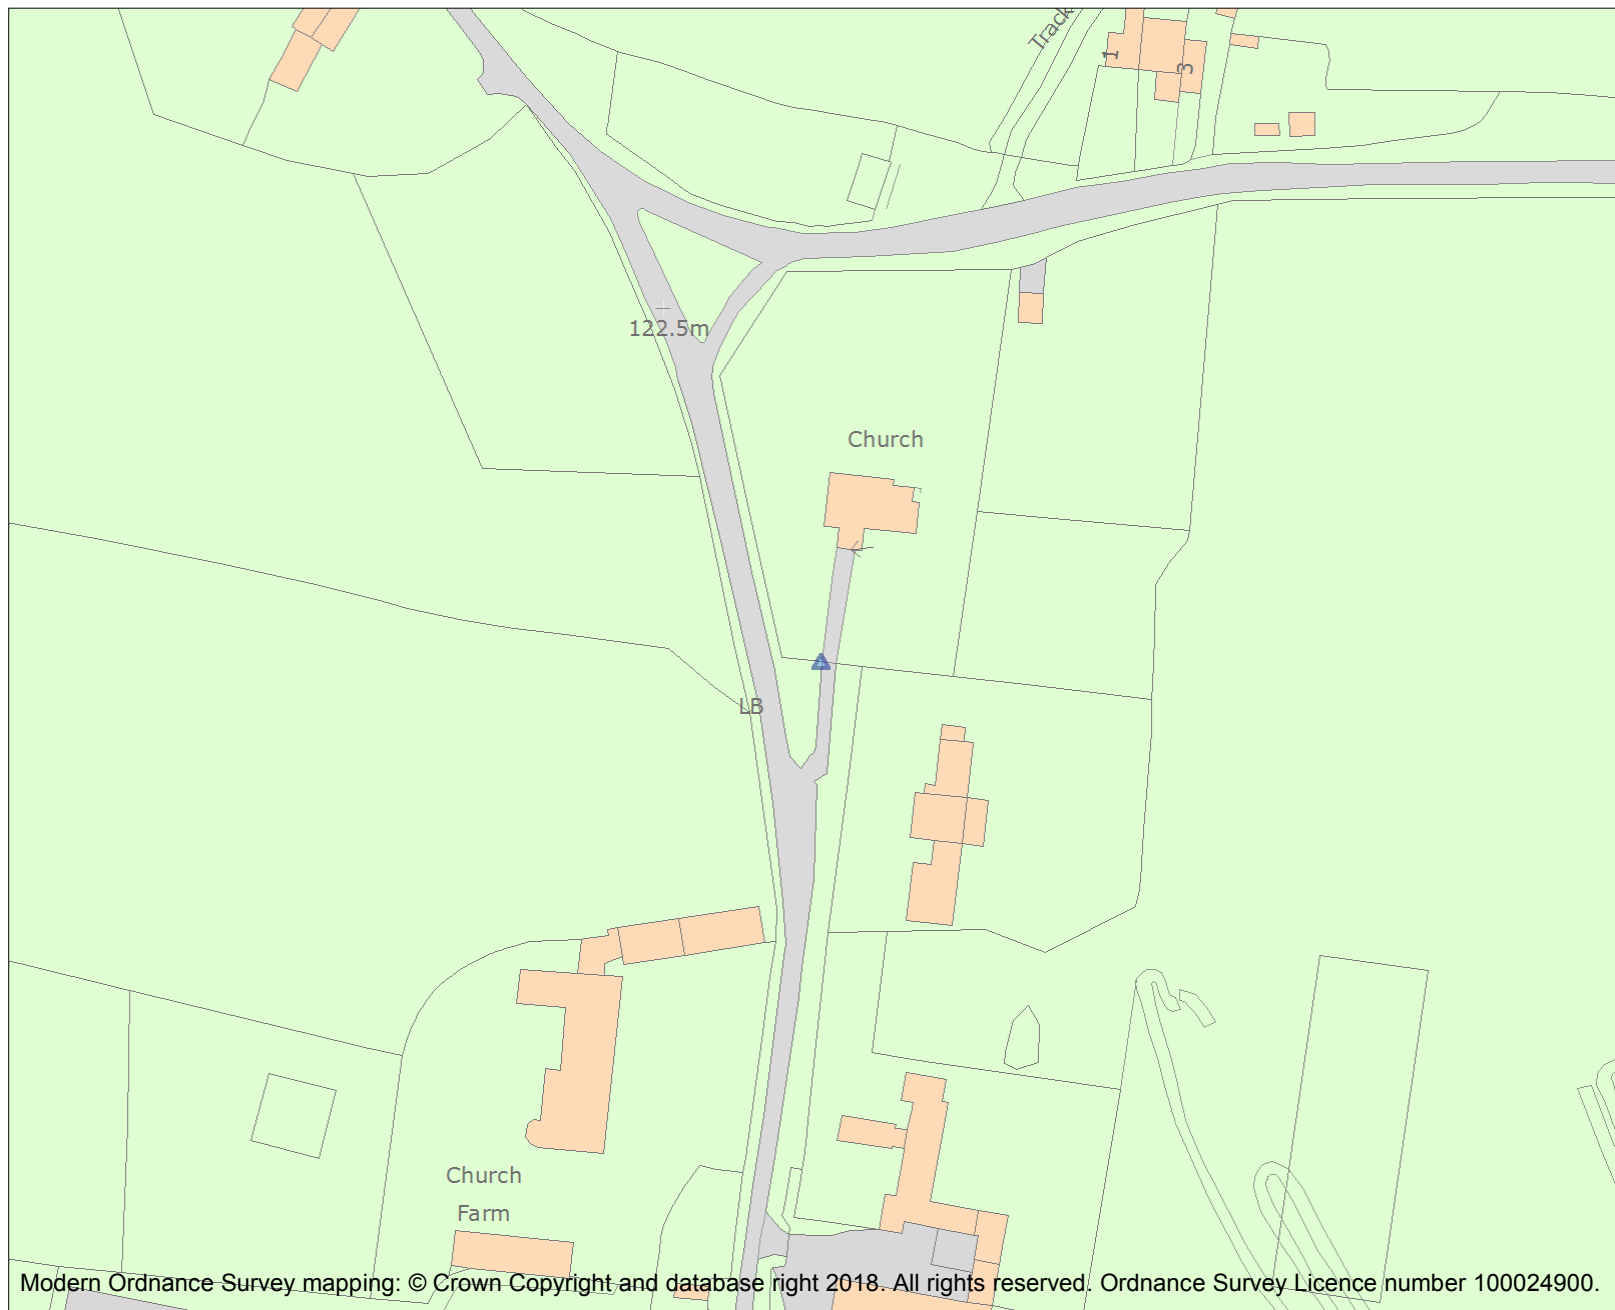 Track
1
3
122.5m
Church
LB
Church
Farm
Modern Ordnance Survey mapping: © Crown Copyright and database right 2018. All rights reserved. Ordnance Survey Licence number 100024900.